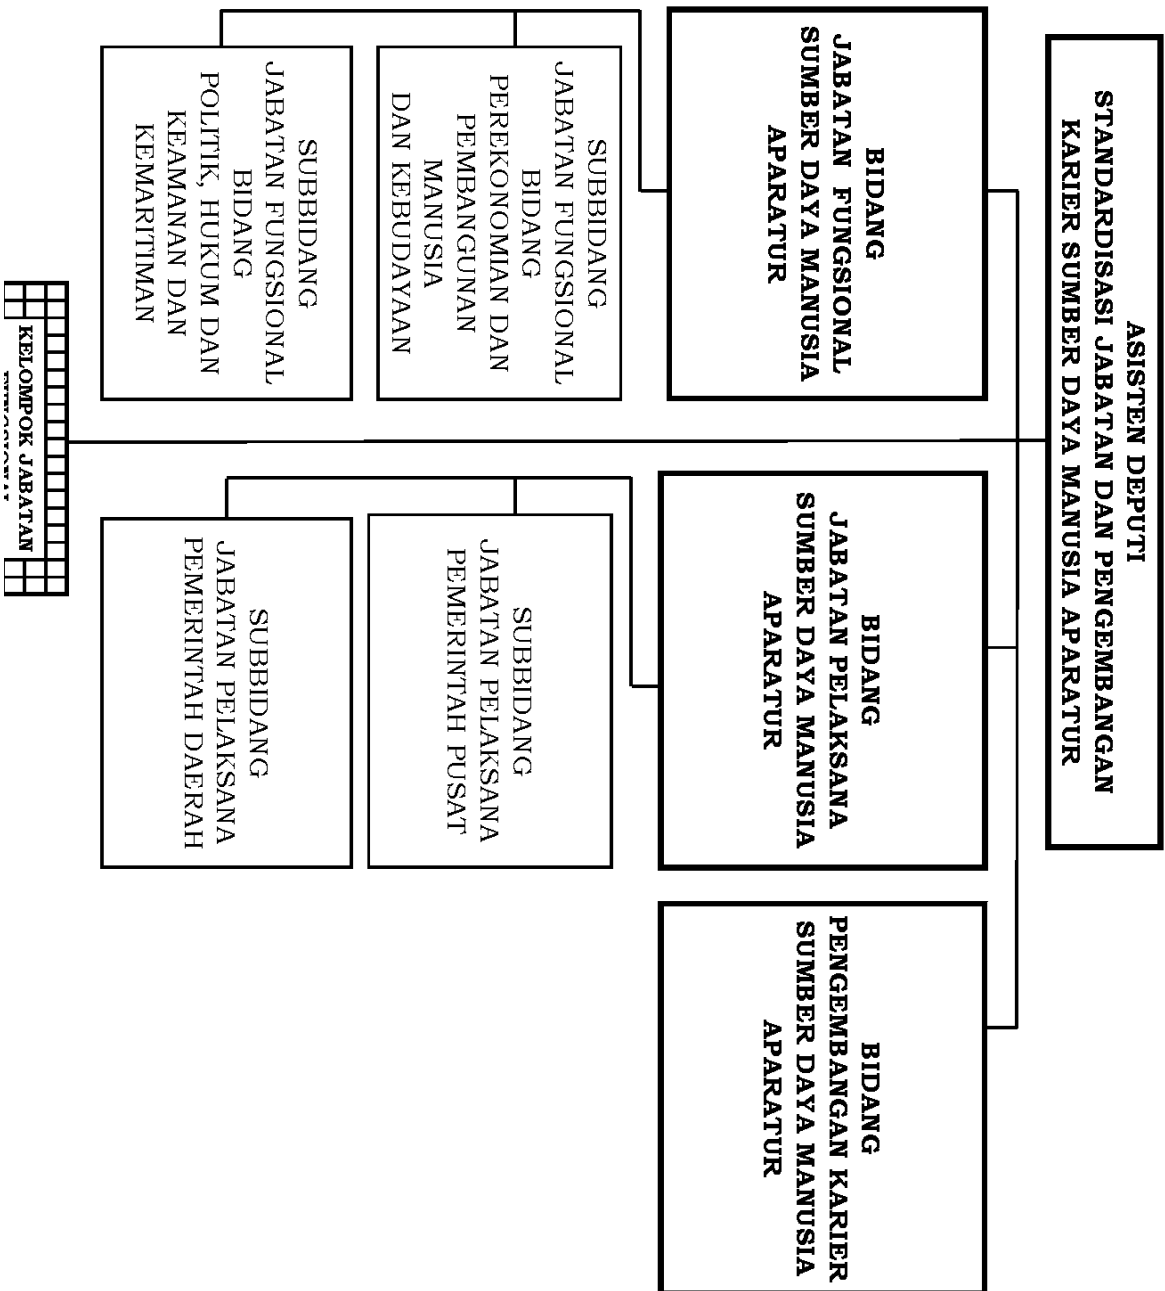 ASISTEN DEPUTI
STANDARDISASI JABATAN DAN PENGEMBANGAN
KARIER SUMBER DAYA MANUSIA APARATUR
BIDANG
JABATAN FUNGSIONAL
SUMBER DAYA MANUSIA
APARATUR
BIDANG
JABATAN PELAKSANA
SUMBER DAYA MANUSIA
APARATUR
BIDANG
PENGEMBANGAN KARIER
SUMBER DAYA MANUSIA
APARATUR
SUBBIDANG
JABATAN FUNGSIONAL
BIDANG
PEREKONOMIAN DAN
PEMBANGUNAN
MANUSIA
DAN KEBUDAYAAN
SUBBIDANG
JABATAN PELAKSANA
PEMERINTAH PUSAT
SUBBIDANG
JABATAN FUNGSIONAL
BIDANG
POLITIK, HUKUM DAN
KEAMANAN DAN
KEMARITIMAN
SUBBIDANG
JABATAN PELAKSANA
PEMERINTAH DAERAH
KELOMPOK JABATAN